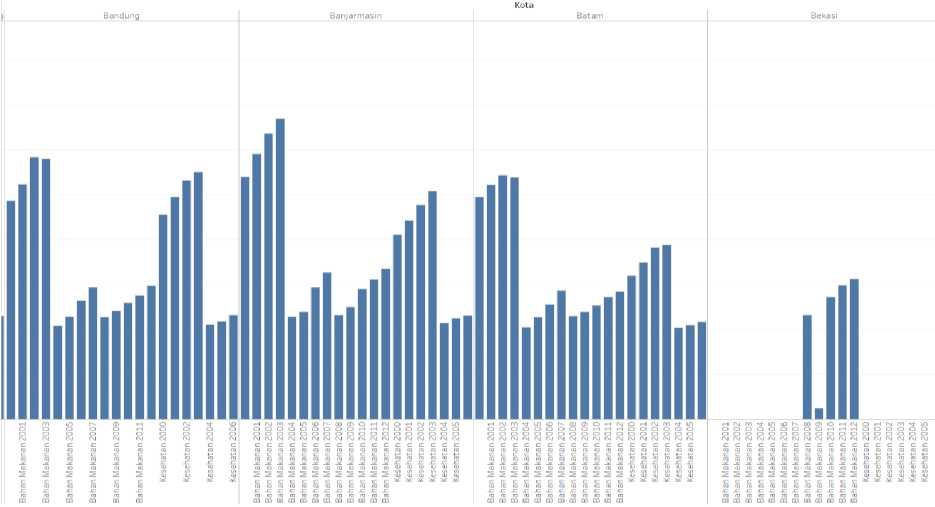 Kota
Bandung
Banjarmasin
Batam
Bekasi
Bahan Makanan 2001
Bahan Makanan 2003
Bahan Makanan 2005
Bahan Makanan 2007
Bahan Makanan 2009
Bahan Makanan 2011
Kesehatan 2000
Kesehatan 2002
Kesehatan 2004
Kesehatan 2006
Bahan Makanan 2001
Bahan Makanan 2002
Bahan Makanan 2003
Bahan Makanan 2004
Bahan Makanan 2005
Bahan Makanan 2006
Bahan Makanan 2007
Bahan Makanan 2008
Bahan Makanan 2009
Bahan Makanan 2010
Bahan Makanan 2011
Bahan Makanan 2012
Kesehatan 2000
Kesehatan 2001
Kesehatan 2002
Kesehatan 2003
Kesehatan 2004
Kesehatan 2005
Bahan Makanan 2001
Bahan Makanan 2002
Bahan Makanan 2003
Bahan Makanan 2004
Bahan Makanan 2005
Bahan Makanan 2006
Bahan Makanan 2007
Bahan Makanan 2008
Bahan Makanan 2009
Bahan Makanan 2010
Bahan Makanan 2011
Bahan Makanan 2012
Kesehatan 2000
Kesehatan 2001
Kesehatan 2002
Kesehatan 2003
Kesehatan 2004
Kesehatan 2005
Bahan Makanan 2001
Bahan Makanan 2002
Bahan Makanan 2003
Bahan Makanan 2004
Bahan Makanan 2005
Bahan Makanan 2006
Bahan Makanan 2007
Bahan Makanan 2008
Bahan Makanan 2009
Bahan Makanan 2010
Bahan Makanan 2011
Bahan Makanan 2012
Kesehatan 2000
Kesehatan 2001
Kesehatan 2002
Kesehatan 2003
Kesehatan 2004
Kesehatan 2005